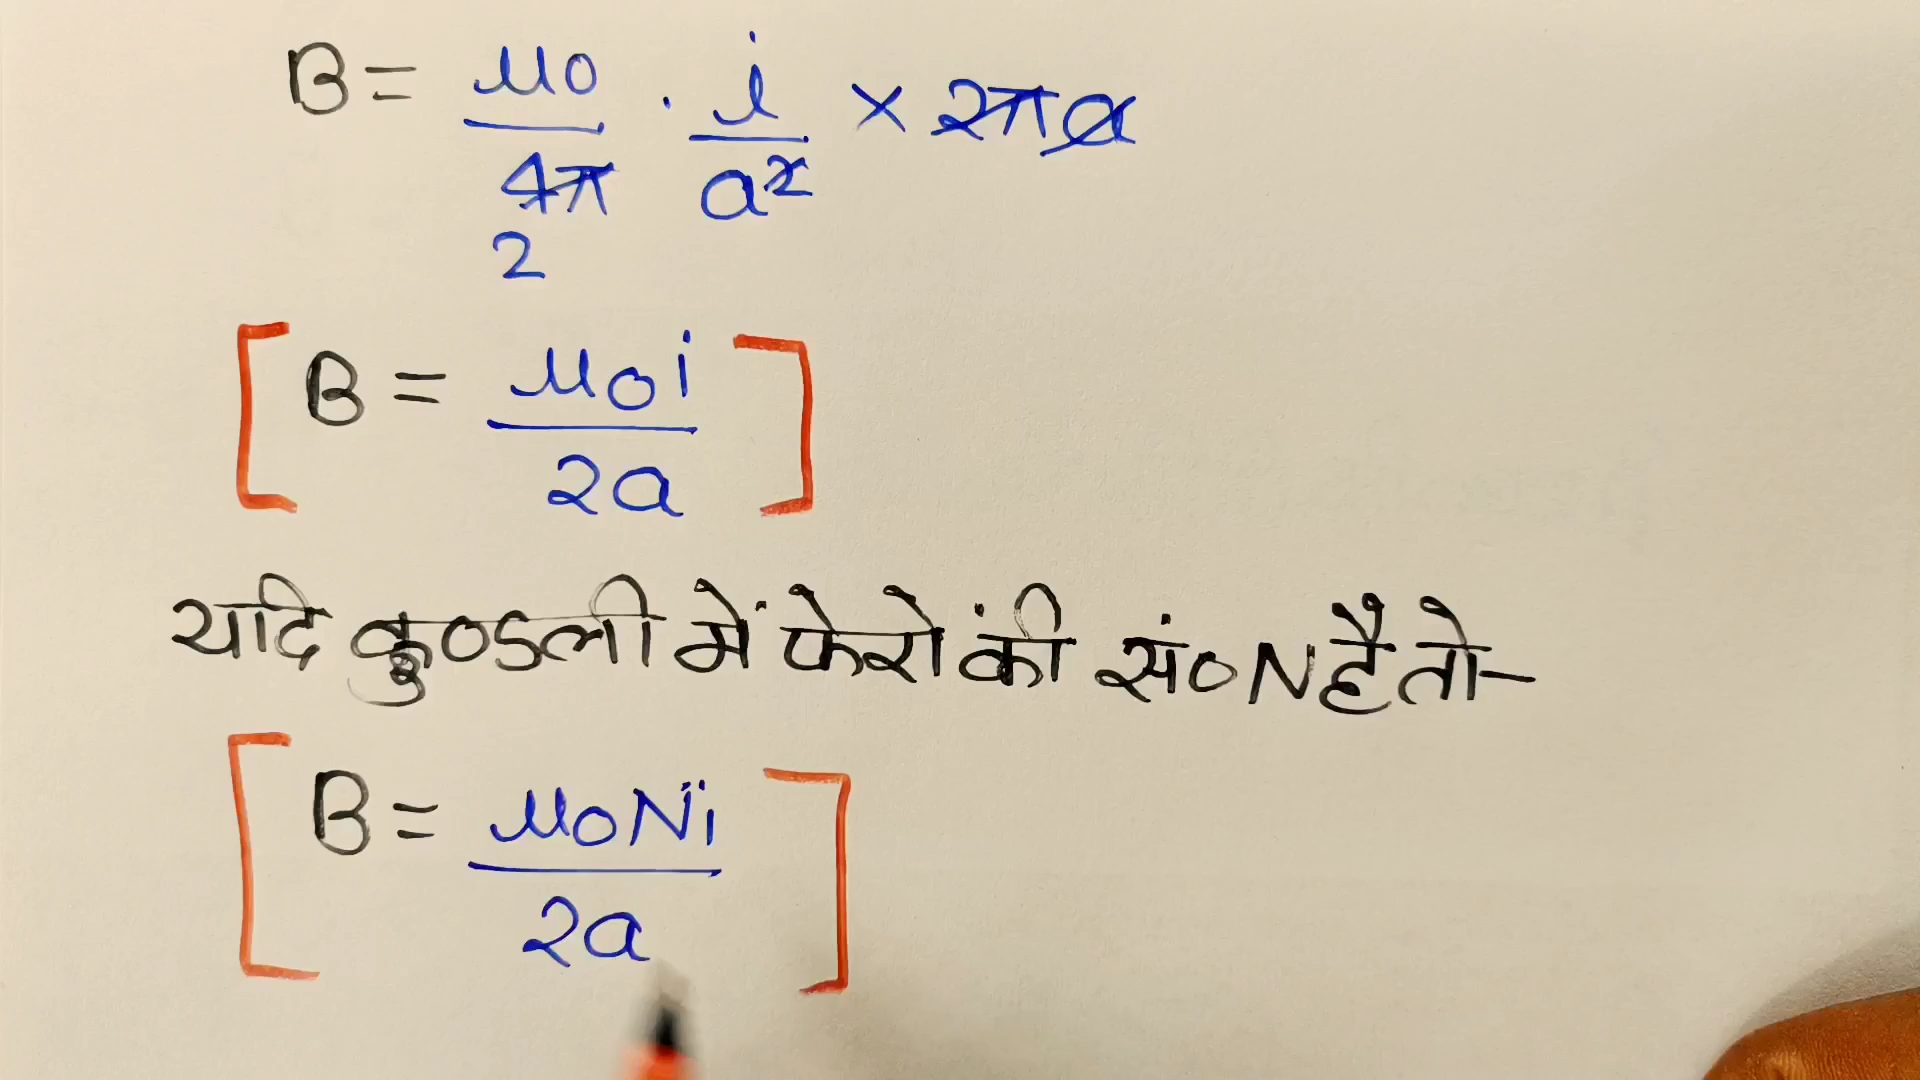 B = μ0/4π . i/a² × 2πa
2
B = μ0i/2a
यदि कुण्डली में फेरो की सं० N है तो-
B = μ0Ni/2a